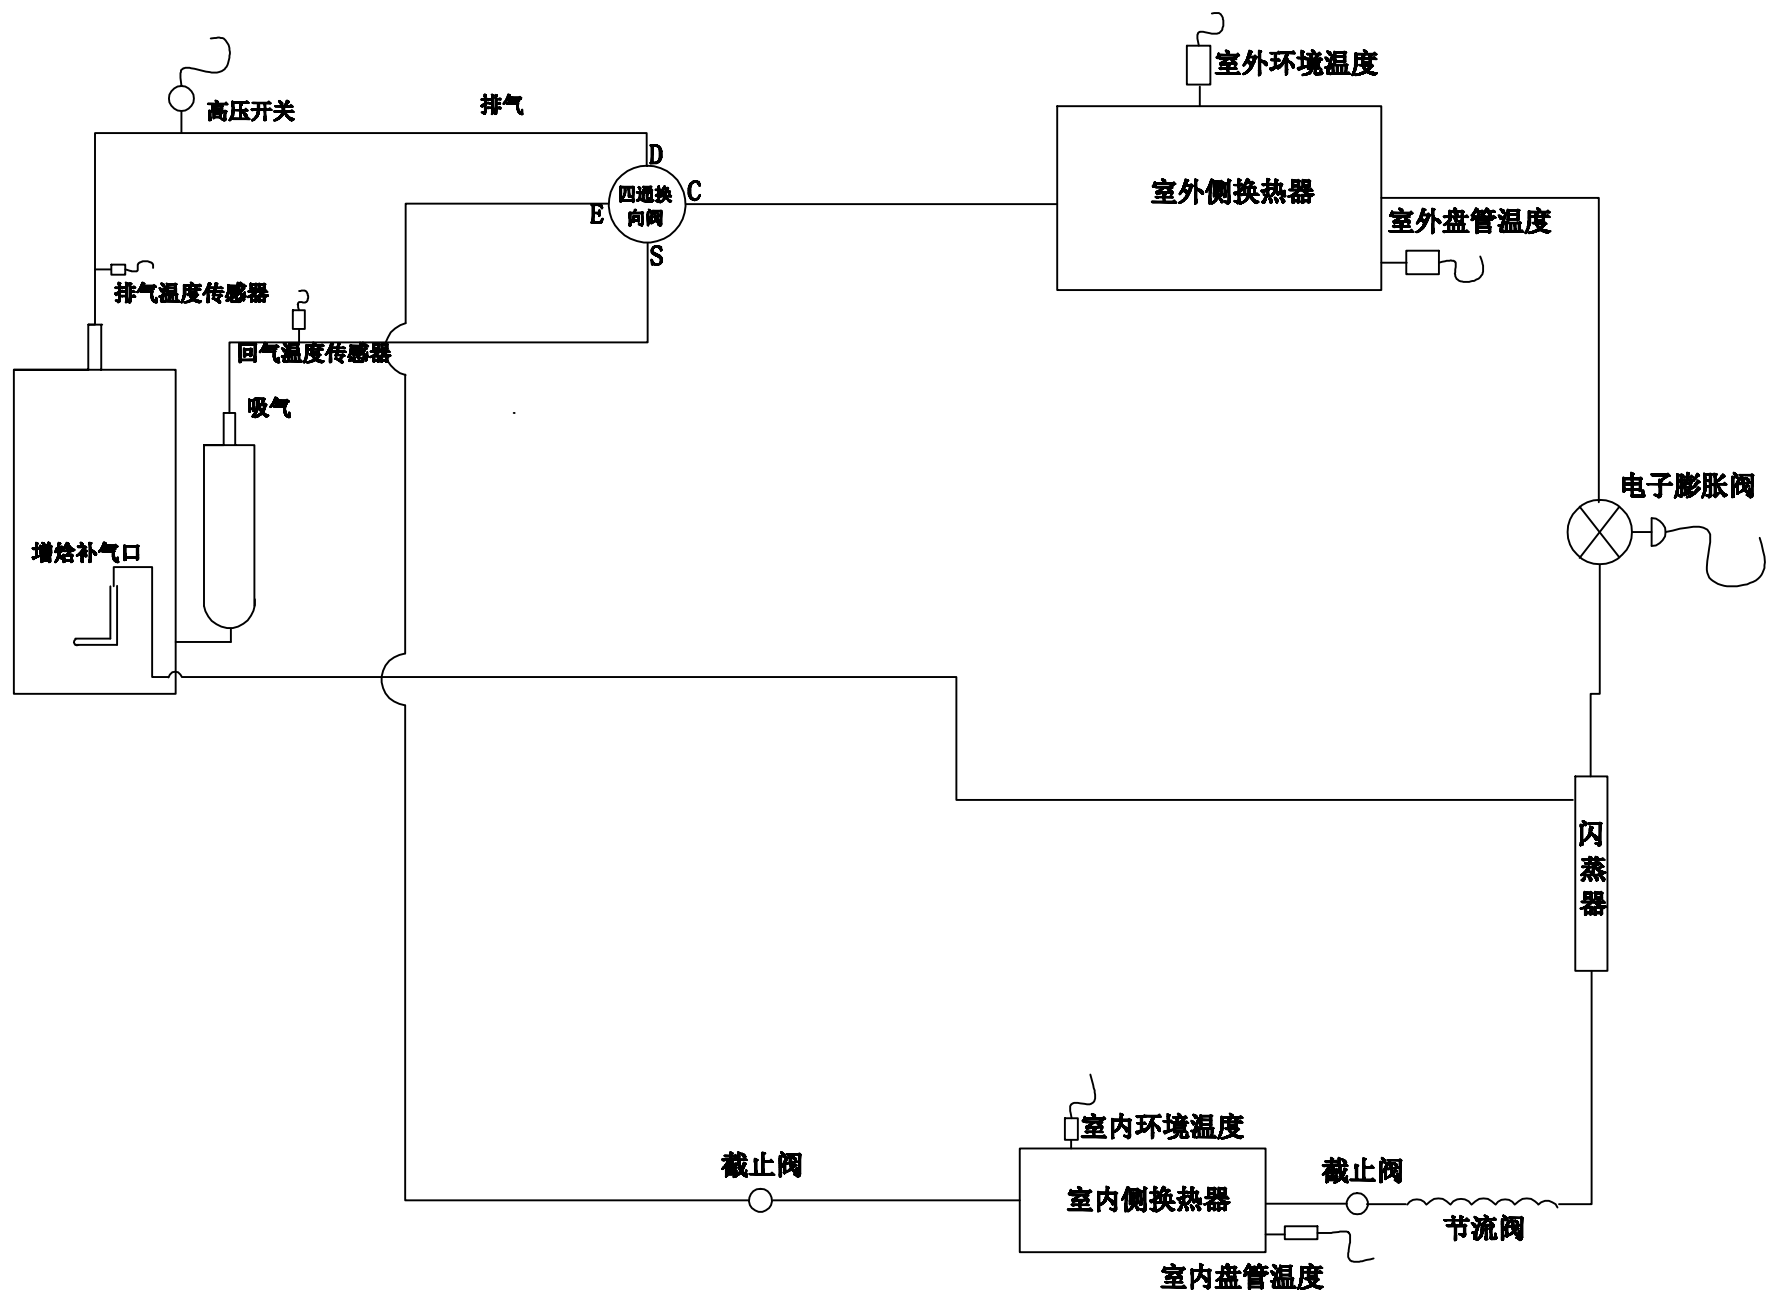 室外环境温度
高压开关
排气
D
四通换
向阀
C
E
S
室外侧换热器
室外盘管温度
排气温度传感器
回气温度传感器
吸气
电子膨胀阀
增焓补气口
闪
蒸
器
室内环境温度
截止阀
室内侧换热器
截止阀
节流阀
室内盘管温度